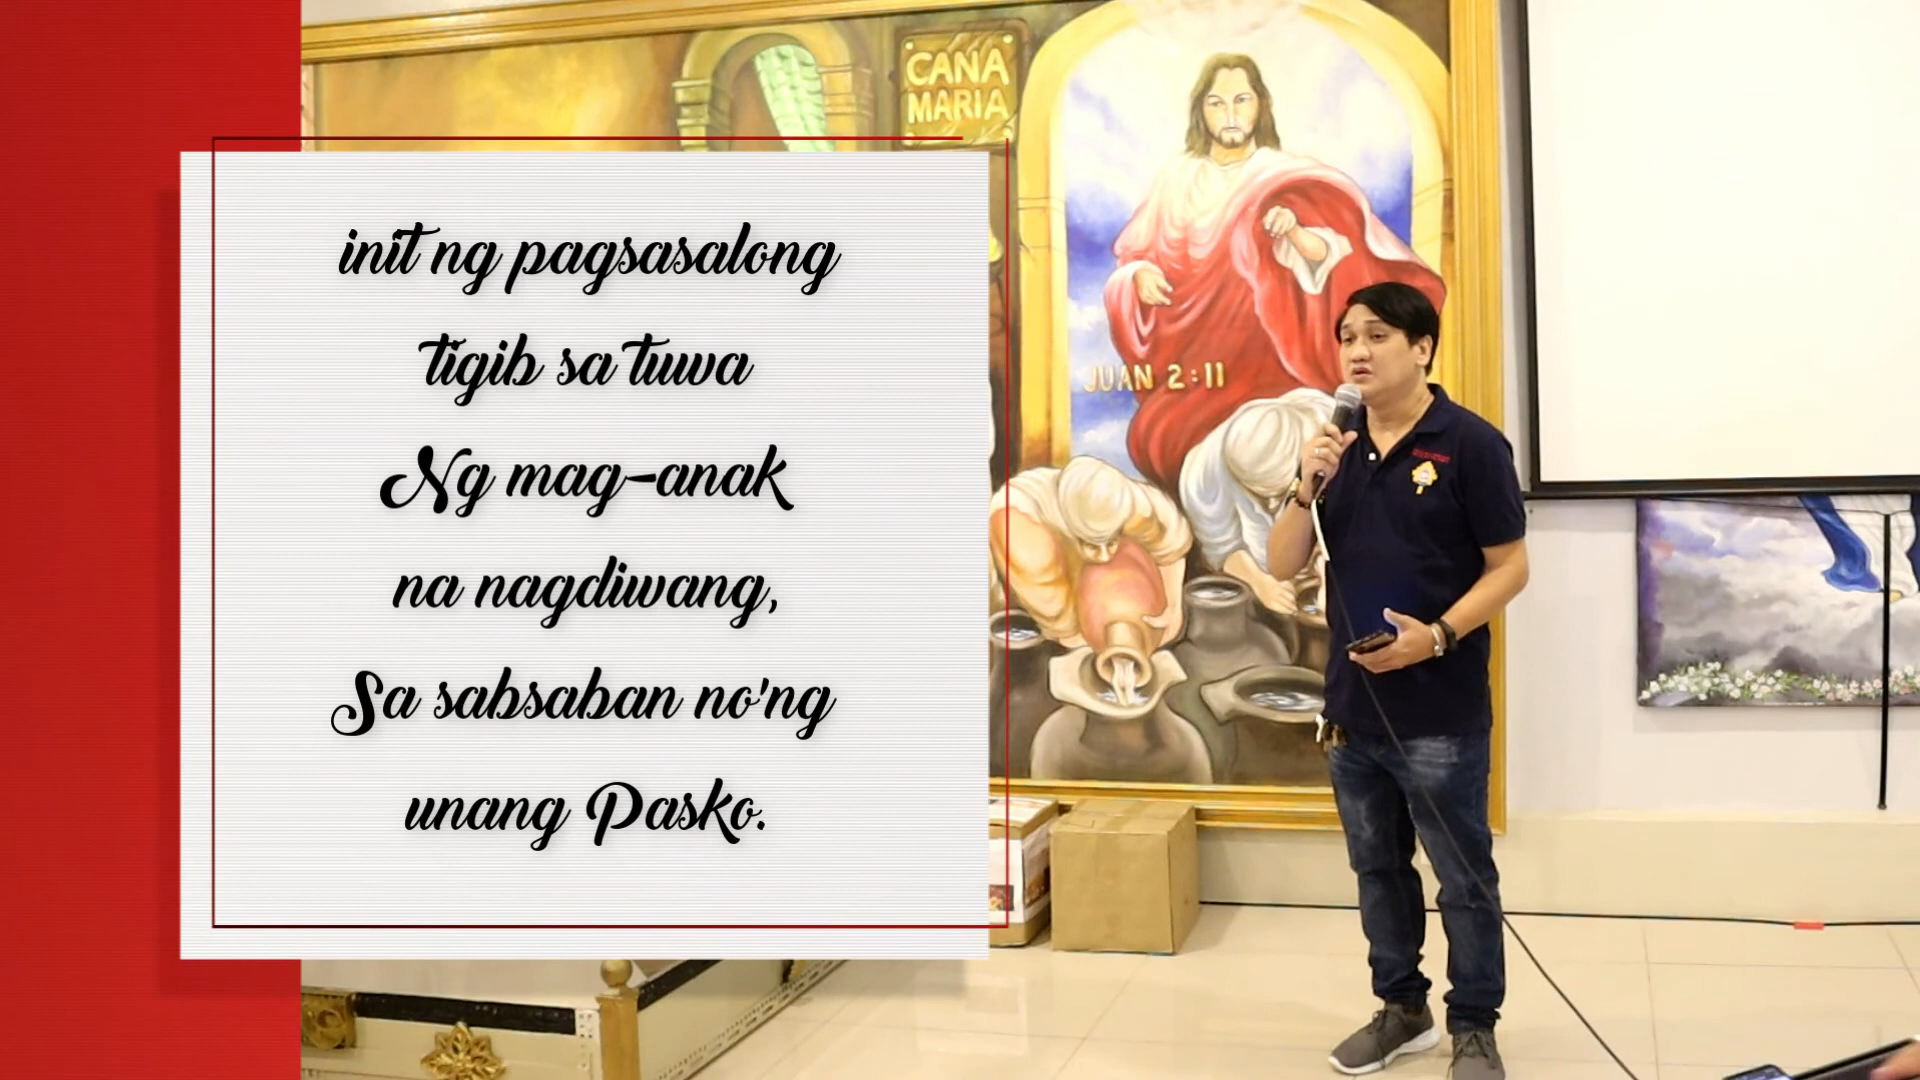 init ng pagsasalong
tigib sa tuwa
Ng mag-anak
na nagdiwang,
Sa sabsaban no'ng
unang Pasko.
CANA
MARIA
JUAN 2:11